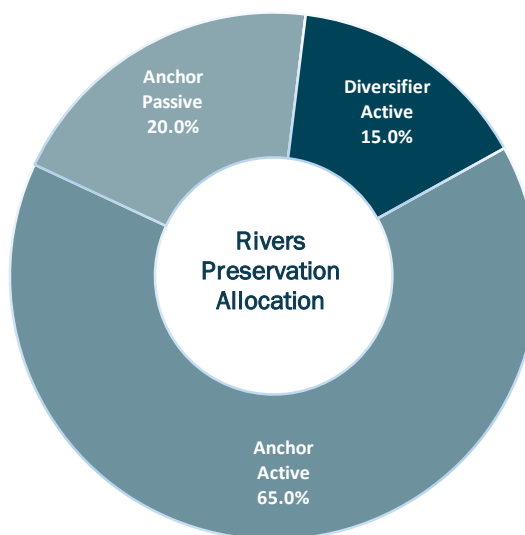 Anchor
Passive
20.0%
Diversifier
Active
15.0%
Rivers
Preservation
Allocation
Anchor
Active
65.0%